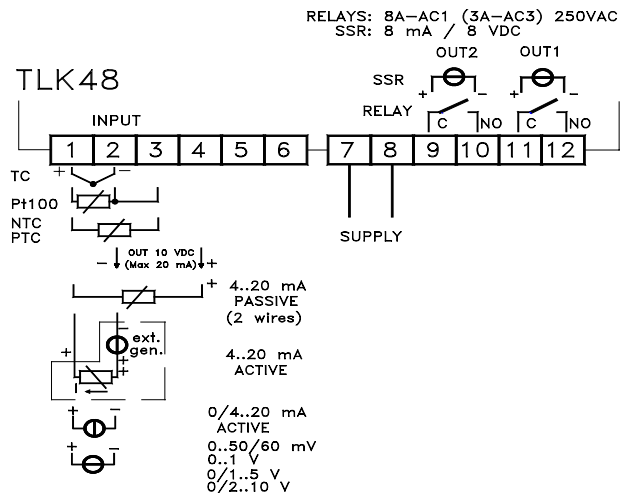 RELAYS: 8A-AC1 (3A-AC3) 250VAC
SSR: 8 mA / 8 VDC
OUT2 OUT1
TLK48
SSR
+ - + -
RELAY
C NO C NO
INPUT
1 2 3 4 5 6 7 8 9 10 11 12
TC + -
Pt100
NTC
PTC
SUPPLY
OUT 10 VDC
- (Max 20 mA) +
+ 4..20 mA
PASSIVE
(2 wires)
-
ext.
gen.
+ + +
I
4..20 mA
ACTIVE
+ - 0/4..20 mA
ACTIVE
+ - 0..50/60 mV
0..1 V
0/1..5 V
0/2..10 V